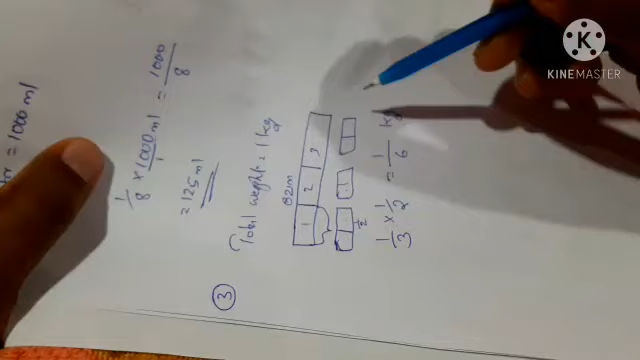 = 1000 ml
1/8 × 1000 ml / 1 = 1000/8
= 125 ml
③
Total weight = 1 kg
1 2 3
1/2
1/3 × 1/2 = 1/6 kg
K
KINEMASTER